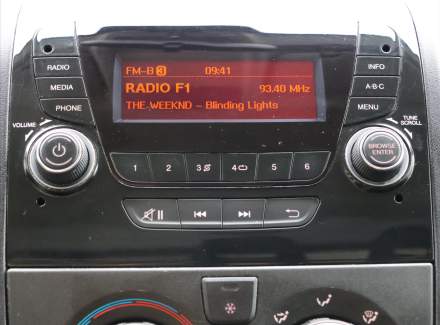 FM-B 3 09:41
RADIO F1 93.40 MHz
THE WEEKND - Blinding Lights
RADIO
MEDIA
PHONE
INFO
A·B·C
MENU
VOLUME
TUNE
SCROLL
BROWSE
ENTER
1 2 3 4 5 6